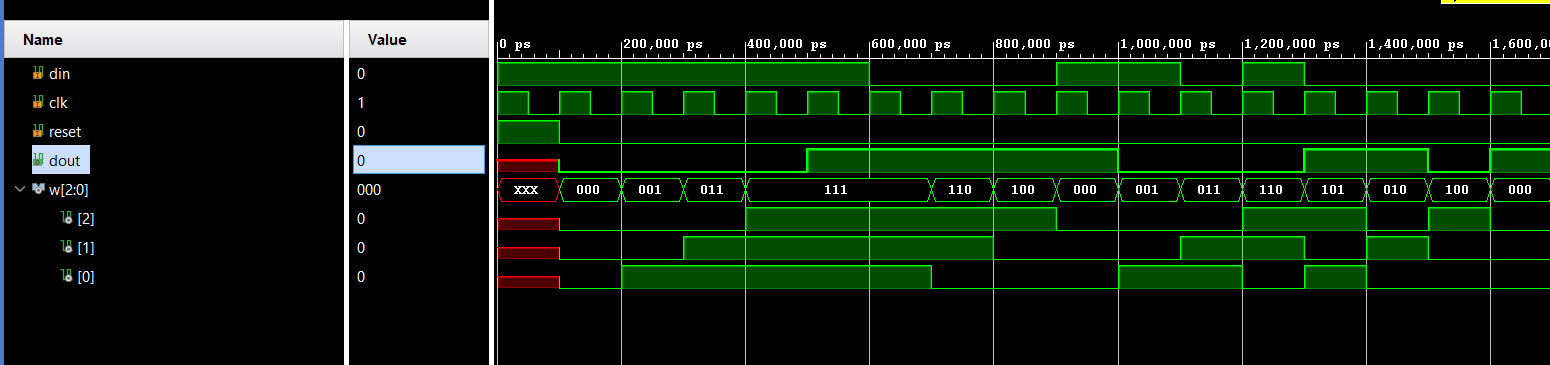 Name Value
0 ps 200,000 ps 400,000 ps 600,000 ps 800,000 ps 1,000,000 ps 1,200,000 ps 1,400,000 ps 1,600,0
din 0
clk 1
reset 0
dout 0
w[2:0] 000 XXX 000 001 011 111 110 100 000 001 011 110 101 010 100 000
[2] 0
[1] 0
[0] 0